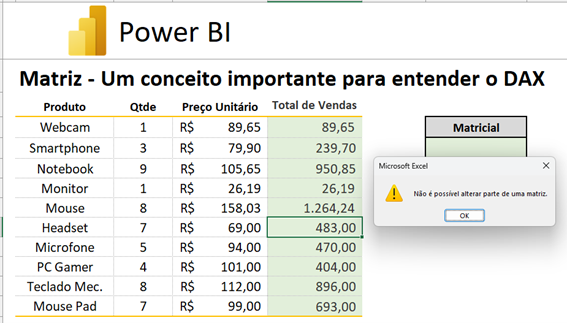 Power BI
Matriz - Um conceito importante para entender o DAX
Produto Qtde Preço Unitário Total de Vendas
Webcam 1 R$ 89,65 89,65
Smartphone 3 R$ 79,90 239,70
Notebook 9 R$ 105,65 950,85
Monitor 1 R$ 26,19 26,19
Mouse 8 R$ 158,03 1.264,24
Headset 7 R$ 69,00 483,00
Microfone 5 R$ 94,00 470,00
PC Gamer 4 R$ 101,00 404,00
Teclado Mec. 8 R$ 112,00 896,00
Mouse Pad 7 R$ 99,00 693,00
Matricial
Microsoft Excel
Não é possível alterar parte de uma matriz.
OK